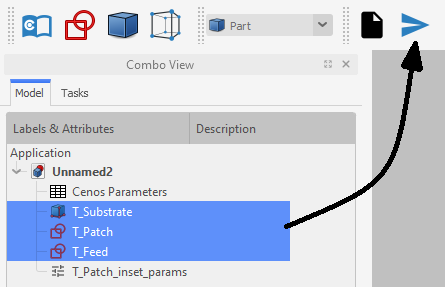 Part
Combo View
Model Tasks
Labels & Attributes Description
Application
Unnamed2
Cenos Parameters
T_Substrate
T_Patch
T_Feed
T_Patch_inset_params